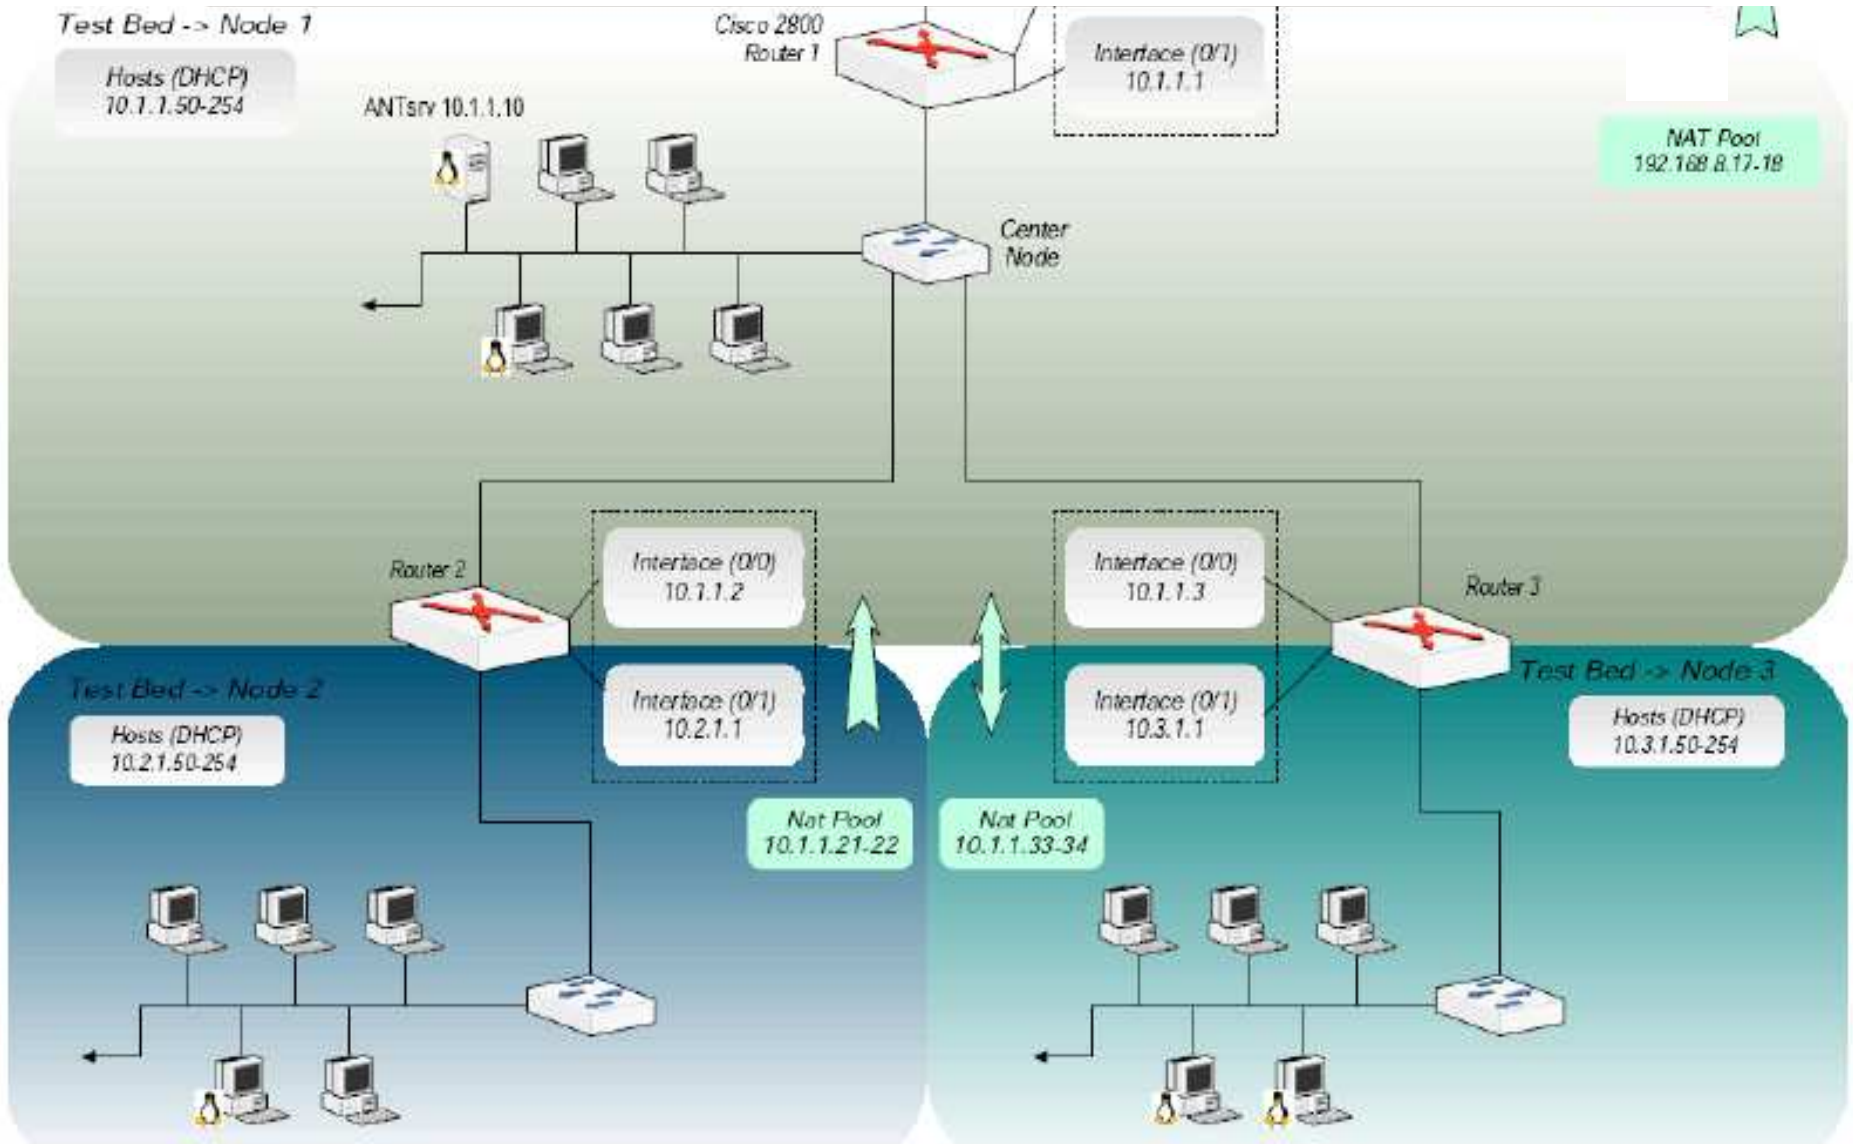 Test Bed -> Node 1
Hosts (DHCP)
10.1.1.50-254
Cisco 2800
Router 1
Interface (0/1)
10.1.1.1
ANTsrv 10.1.1.10
NAT Pool
192.168.8.17-18
Center
Node
Router 2
Interface (0/0)
10.1.1.2
Interface (0/1)
10.2.1.1
Interface (0/0)
10.1.1.3
Interface (0/1)
10.3.1.1
Router 3
Test Bed -> Node 2
Hosts (DHCP)
10.2.1.50-254
Test Bed -> Node 3
Hosts (DHCP)
10.3.1.50-254
Nat Pool
10.1.1.21-22
Nat Pool
10.1.1.33-34